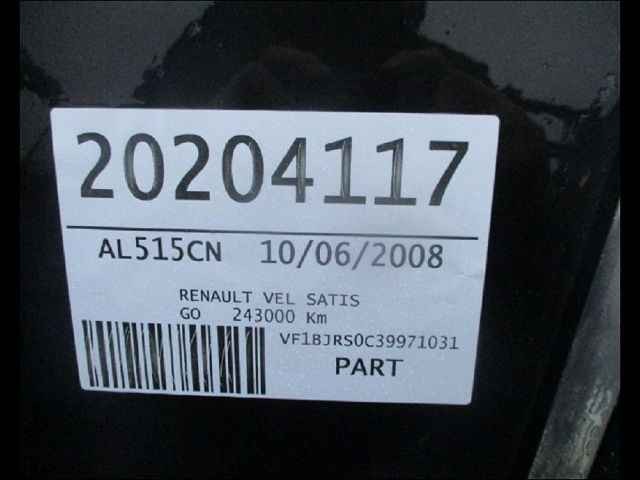 20204117
AL515CN 10/06/2008
RENAULT VEL SATIS
GO 243000 Km
VF1BJRS0C39971031
PART